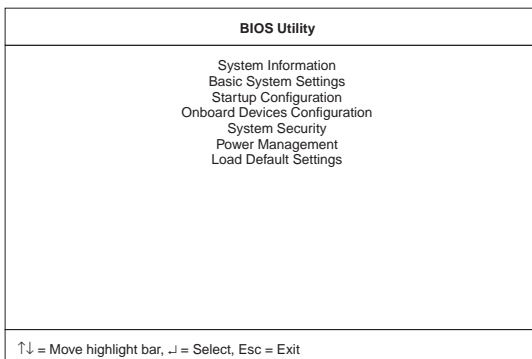 BIOS Utility
System Information
Basic System Settings
Startup Configuration
Onboard Devices Configuration
System Security
Power Management
Load Default Settings
↑↓ = Move highlight bar, ↵ = Select, Esc = Exit